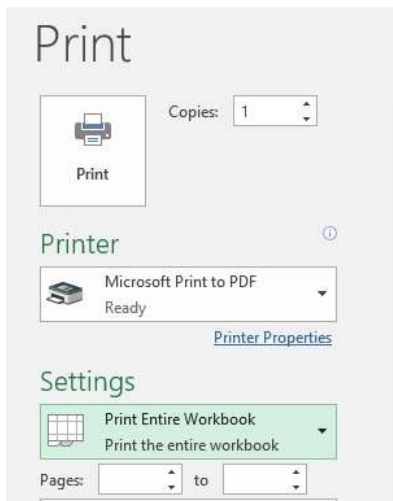 Print
Copies: 1
Print
Printer
Microsoft Print to PDF
Ready
Printer Properties
Settings
Print Entire Workbook
Print the entire workbook
Pages: to